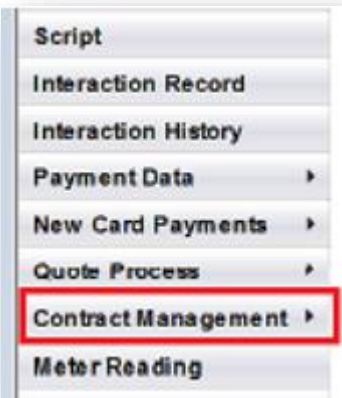 Script
Interaction Record
Interaction History
Payment Data
New Card Payments
Quote Process
Contract Management
Meter Reading